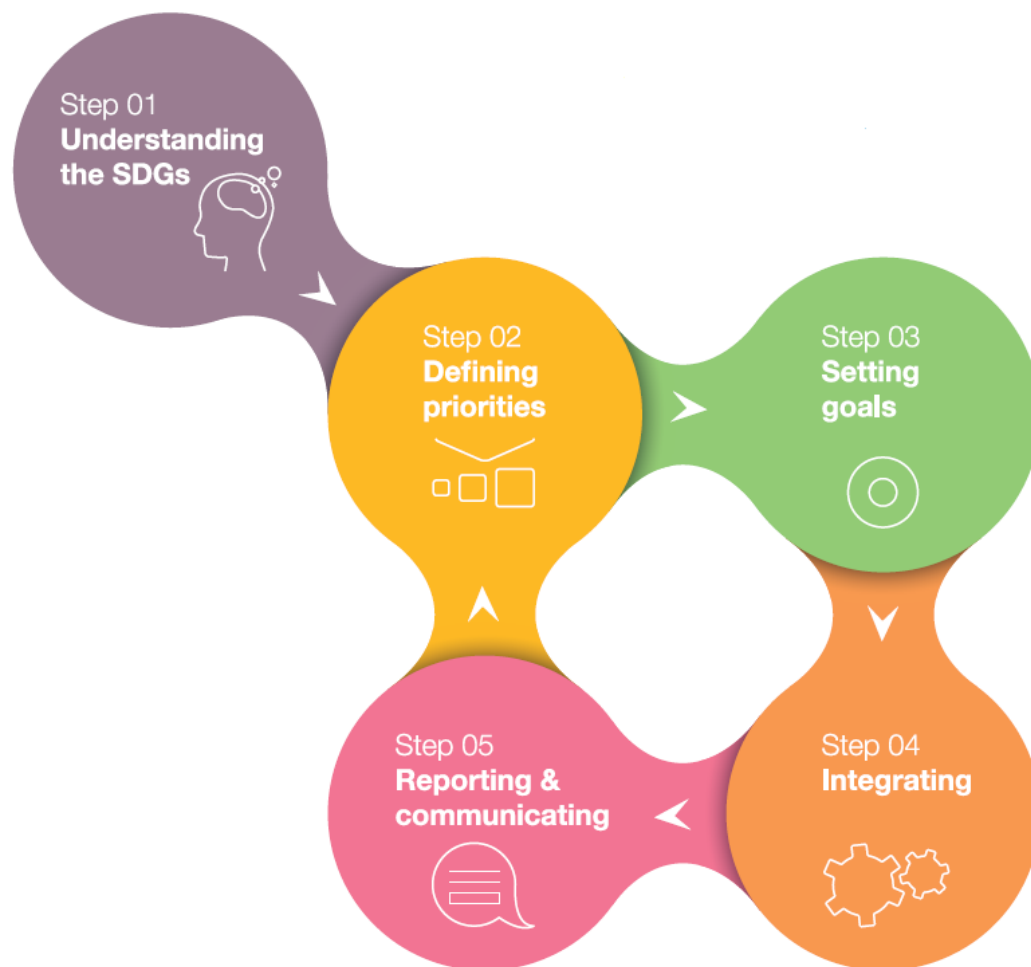 Step 01
Understanding
the SDGs
Step 02
Defining
priorities
Step 03
Setting
goals
Step 04
Integrating
Step 05
Reporting &
communicating